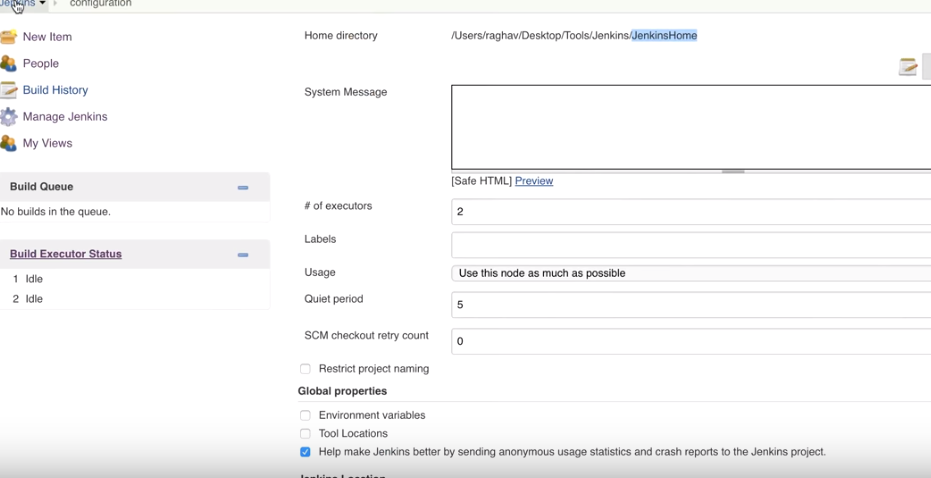 Jenkins configuration
New Item
People
Build History
Manage Jenkins
My Views
Build Queue
No builds in the queue.
Build Executor Status
1 Idle
2 Idle
Home directory /Users/raghav/Desktop/Tools/Jenkins/JenkinsHome
System Message
[Safe HTML] Preview
# of executors 2
Labels
Usage Use this node as much as possible
Quiet period 5
SCM checkout retry count 0
Restrict project naming
Global properties
Environment variables
Tool Locations
Help make Jenkins better by sending anonymous usage statistics and crash reports to the Jenkins project.
Jenkins Location